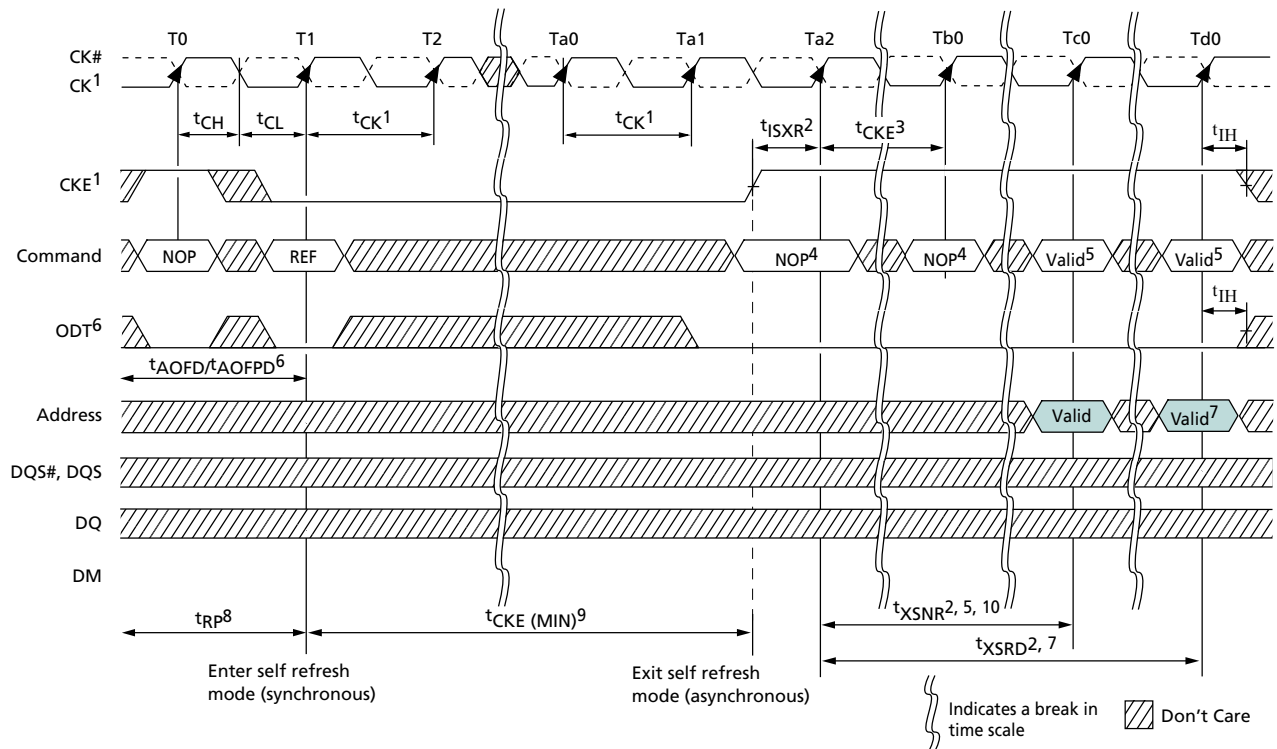 T0 T1 T2 Ta0 Ta1 Ta2 Tb0 Tc0 Td0
CK#
CK1
tCH tCL tCK1 tCK1 tISXR2 tCKE3 tIH
CKE1
Command NOP REF NOP4 NOP4 Valid5 Valid5
tIH
ODT6
tAOFD/tAOFPD6
Address Valid Valid7
DQS#, DQS
DQ
DM
tRP8 tCKE (MIN)9 tXSNR2, 5, 10
tXSRD2, 7
Enter self refresh
mode (synchronous)
Exit self refresh
mode (asynchronous)
Indicates a break in
time scale
Don't Care